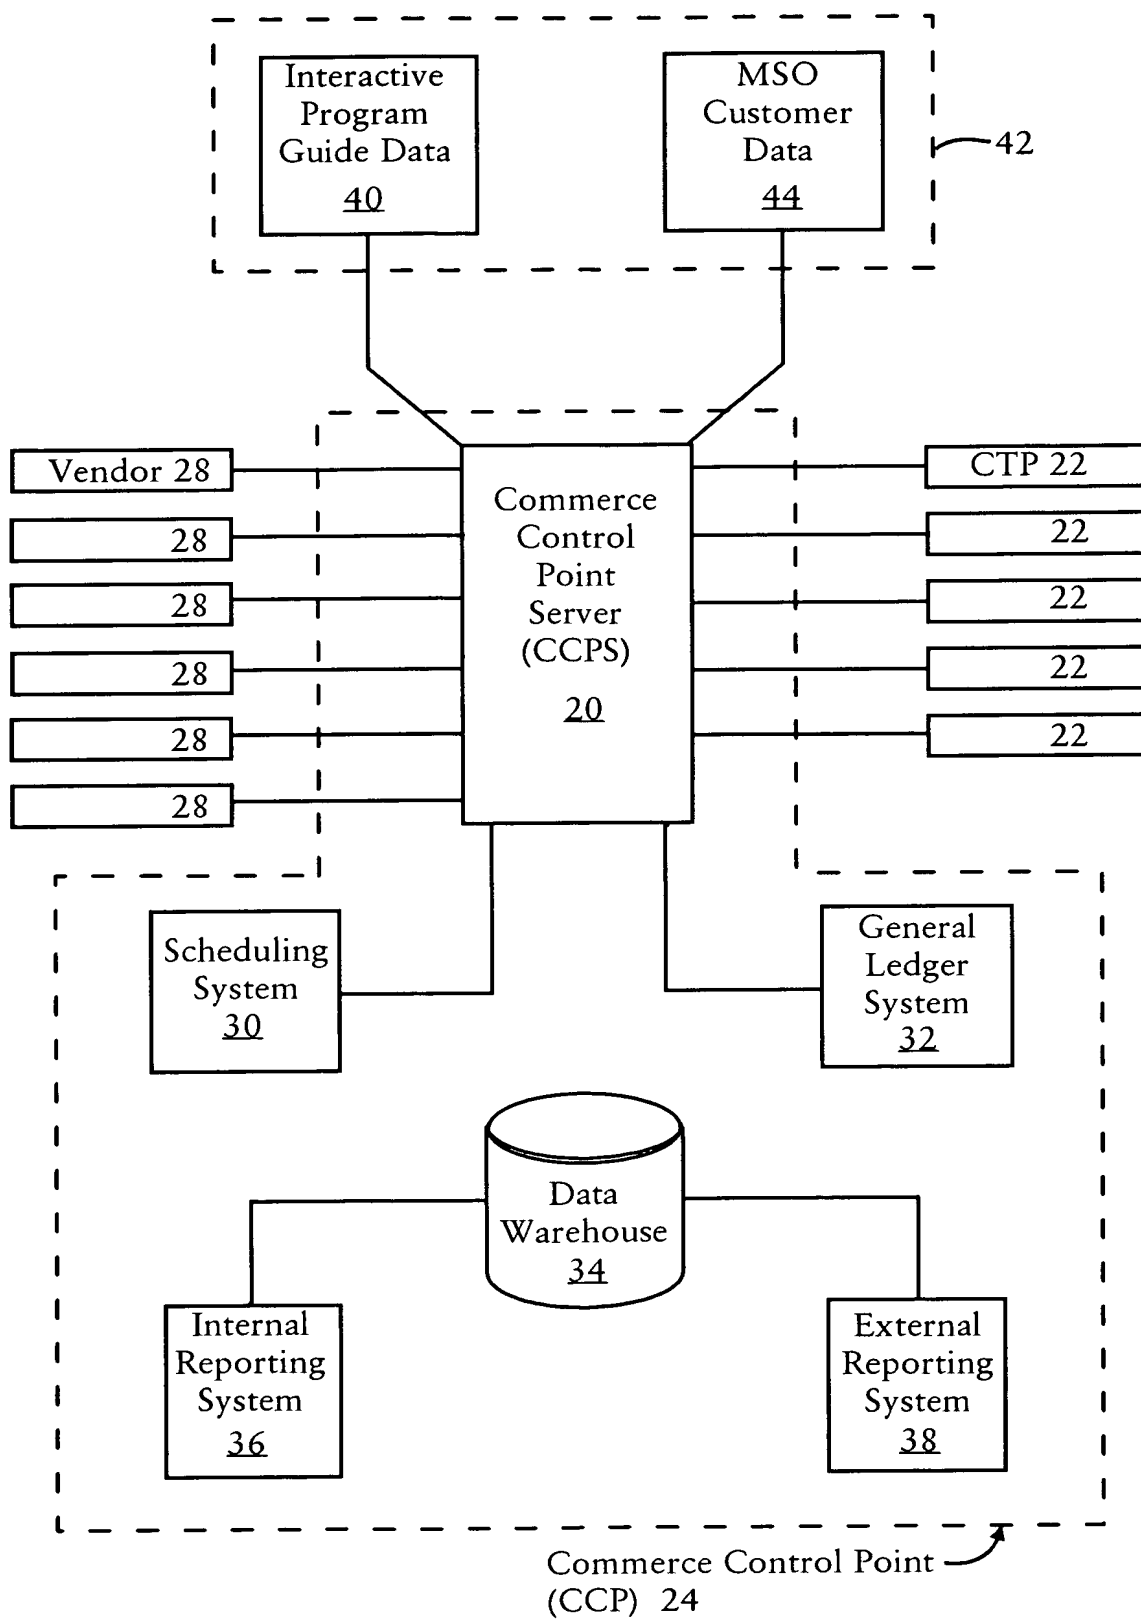 Interactive
Program
Guide Data
40
MSO
Customer
Data
44
42
Vendor 28
28
28
28
28
28
Commerce
Control
Point
Server
(CCPS)
20
CTP 22
22
22
22
22
Scheduling
System
30
General
Ledger
System
32
Data
Warehouse
34
Internal
Reporting
System
36
External
Reporting
System
38
Commerce Control Point
(CCP) 24